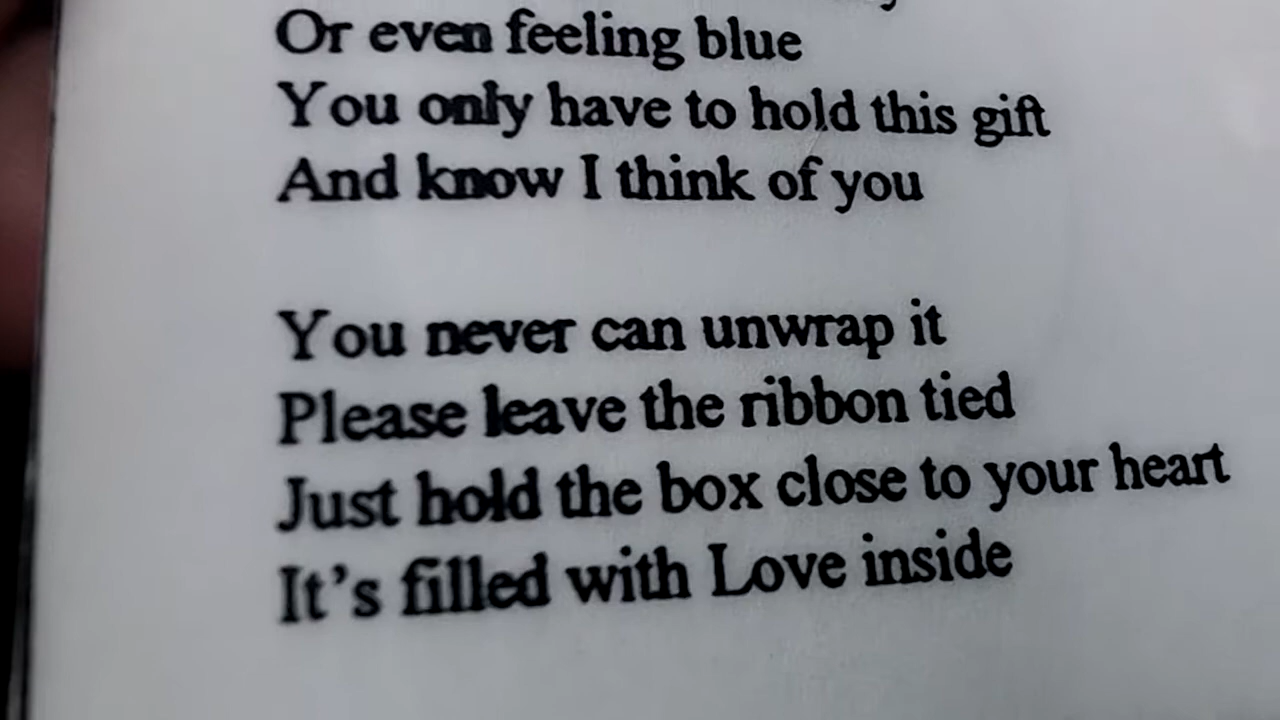 Or even feeling blue
You only have to hold this gift
And know I think of you
You never can unwrap it
Please leave the ribbon tied
Just hold the box close to your heart
It's filled with Love inside